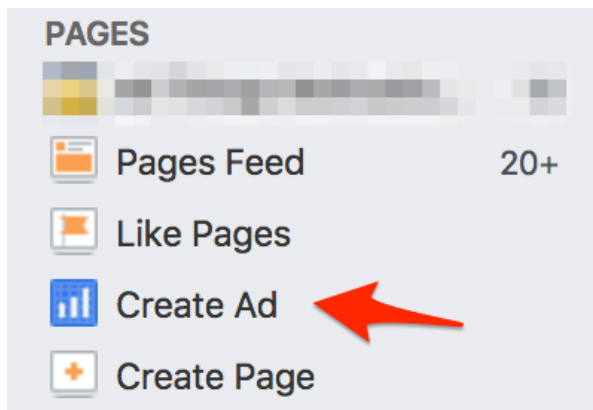 PAGES
Pages Feed 20+
Like Pages
Create Ad
Create Page